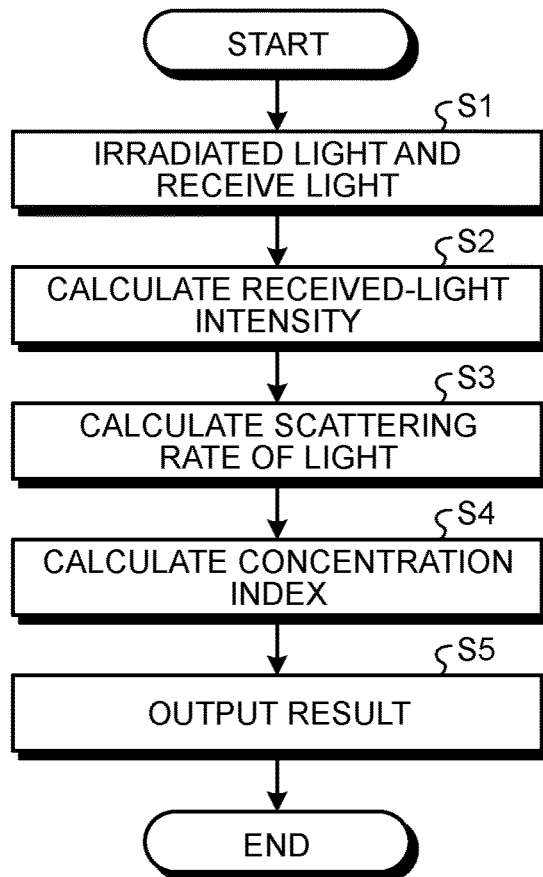 START
S1
IRRADIATED LIGHT AND
RECEIVE LIGHT
S2
CALCULATE RECEIVED-LIGHT
INTENSITY
S3
CALCULATE SCATTERING
RATE OF LIGHT
S4
CALCULATE CONCENTRATION
INDEX
S5
OUTPUT RESULT
END